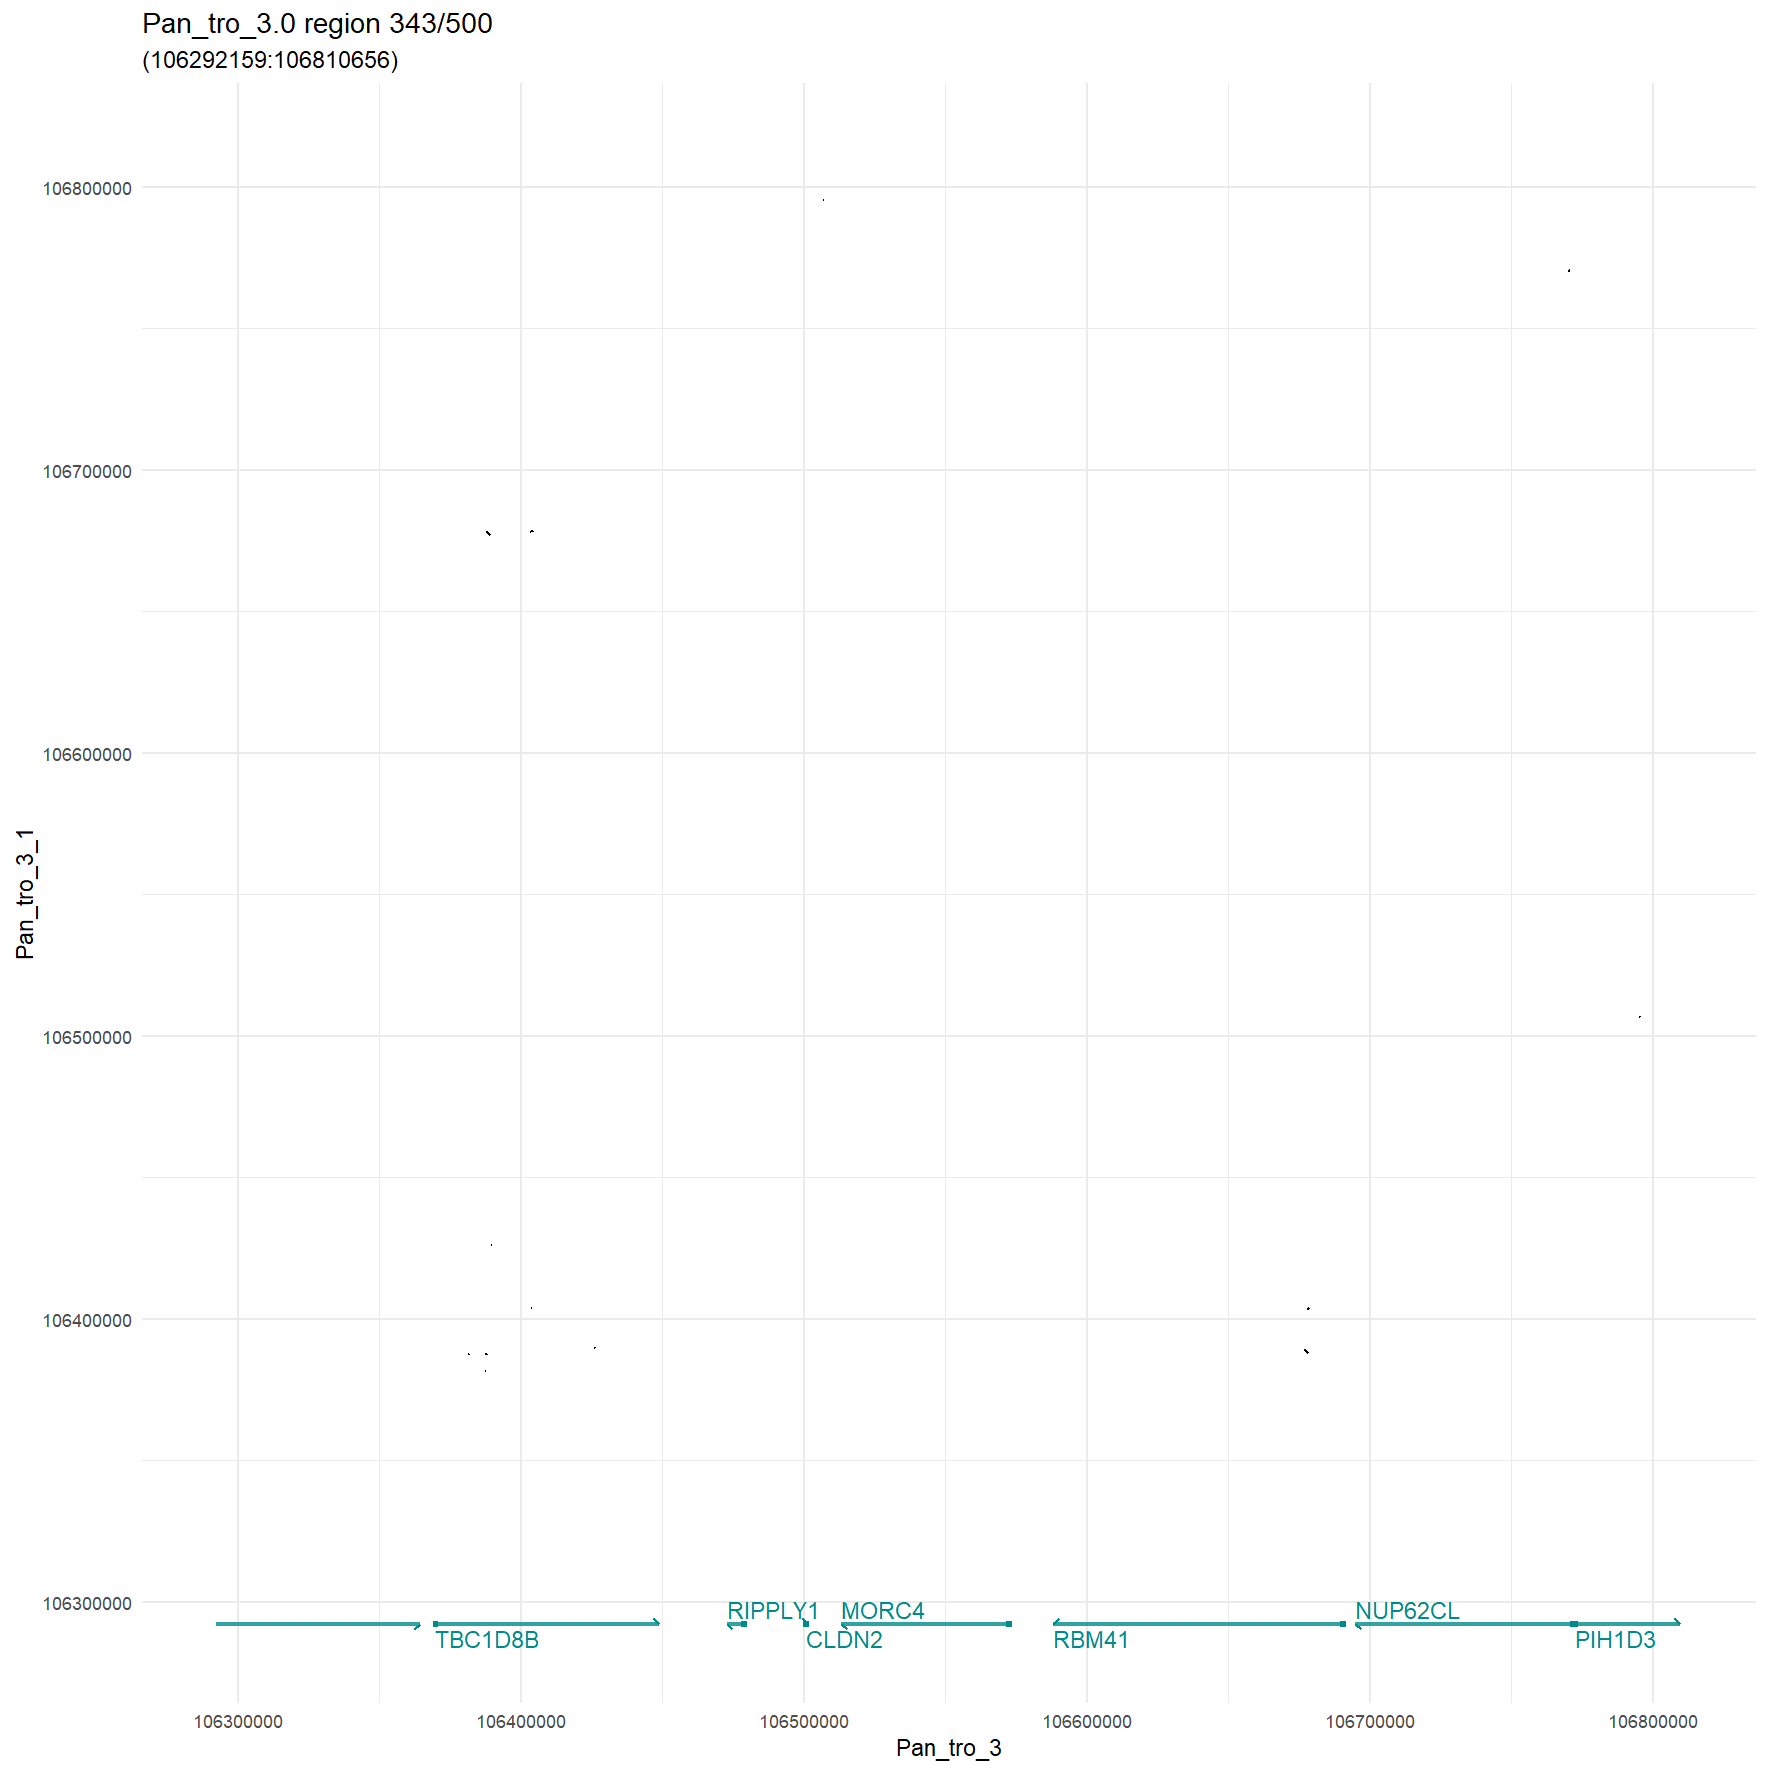 Pan_tro_3.0 region 343/500
(106292159:106810656)
106800000
106700000
106600000
106500000
106400000
106300000
Pan_tro_3_1
RIPPLY1 MORC4 NUP62CL
TBC1D8B CLDN2 RBM41 PIH1D3
106300000 106400000 106500000 106600000 106700000 106800000
Pan_tro_3